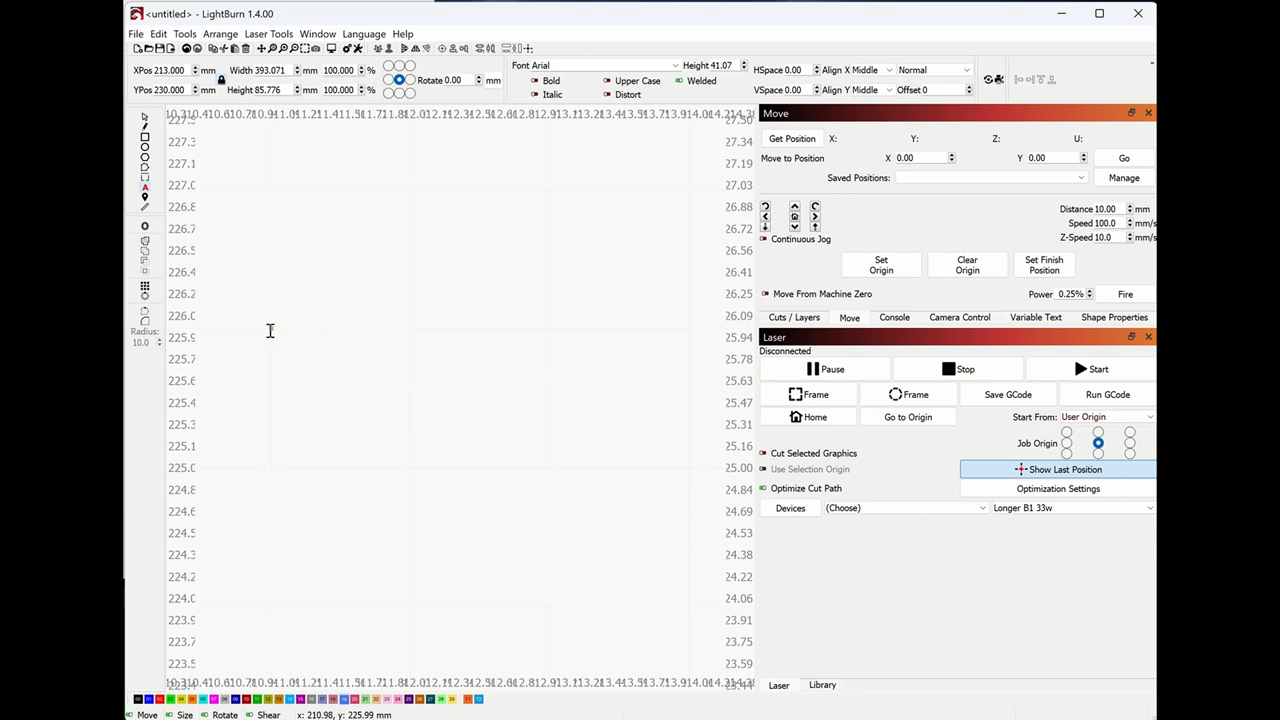 <untitled> - LightBurn 1.4.00
File Edit Tools Arrange Laser Tools Window Language Help
XPos 213.000 mm Width 393.071 mm 100.000 %
YPos 230.000 mm Height 85.776 mm 100.000 %
Rotate 0.00 mm
Font Arial Height 41.07
Bold Upper Case Welded
Italic Distort
HSpace 0.00 Align X Middle Normal
VSpace 0.00 Align Y Middle Offset 0
Move
Get Position X: Y: Z: U:
Move to Position X 0.00 Y 0.00 Go
Saved Positions: Manage
Distance 10.00 mm
Speed 100.0 mm/s
Z-Speed 10.0 mm/s
Continuous Jog
Set Origin
Clear Origin
Set Finish Position
Move From Machine Zero Power 0.25% Fire
Cuts / Layers Move Console Camera Control Variable Text Shape Properties
Laser
Disconnected
Pause Stop Start
Frame Frame Save GCode Run GCode
Home Go to Origin Start From: User Origin
Job Origin
Cut Selected Graphics
Use Selection Origin Show Last Position
Optimize Cut Path Optimization Settings
Devices (Choose) Longer B1 33w
Radius:
10.0
27.34
227.1 27.19
227.0 27.03
226.8 26.88
226.7 26.72
226.5 26.56
226.4 26.41
226.2 26.25
226.0 26.09
225.9 25.94
225.7 25.78
225.6 25.63
225.4 25.47
225.3 25.31
225.1 25.16
225.0 25.00
224.8 24.84
224.6 24.69
224.5 24.53
224.3 24.38
224.2 24.22
224.0 24.06
223.9 23.91
223.7 23.75
223.5 23.59
Laser Library
Move Size Rotate Shear x: 210.98, y: 225.99 mm